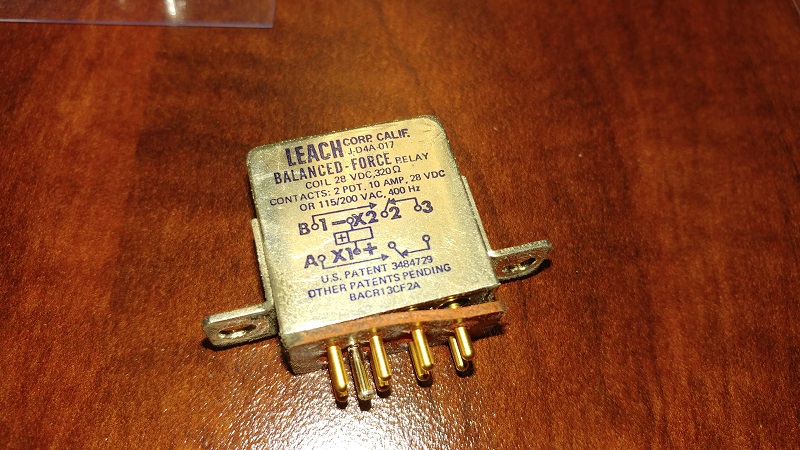 LEACH CORP. CALIF.
J-D4A-017
BALANCED-FORCE RELAY
COIL 28 VDC, 320Ω
CONTACTS: 2 PDT, 10 AMP, 28 VDC
OR 115/200 VAC, 400 Hz
B 1 - X2 2 3
+
A X1 +
U.S. PATENT 3484729
OTHER PATENTS PENDING
BACR13CF2A